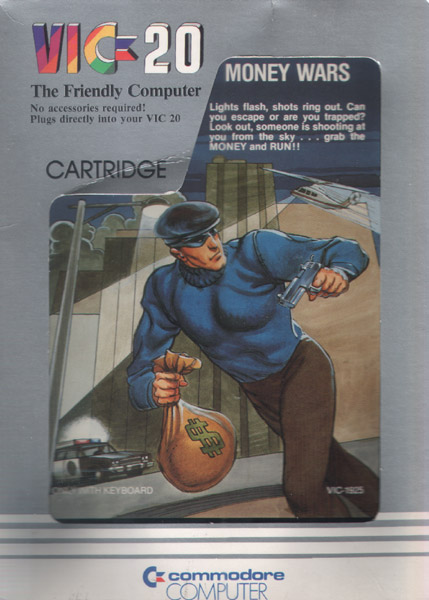 VIC 20
The Friendly Computer
No accessories required!
Plugs directly into your VIC 20
CARTRIDGE
MONEY WARS
Lights flash, shots ring out. Can
you escape or are you trapped?
Look out, someone is shooting at
you from the sky . . . grab the
MONEY and RUN!!
$
WITH KEYBOARD
VIC-1925
commodore
COMPUTER